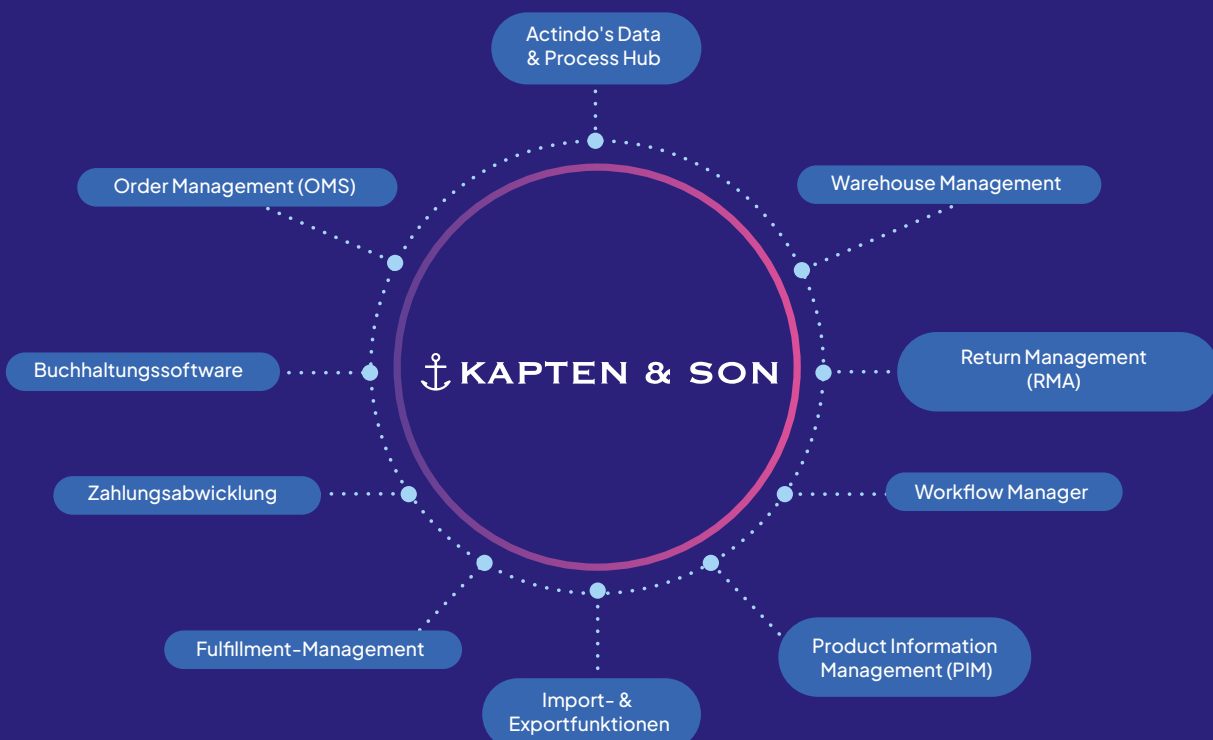 Actindo's Data
& Process Hub
Order Management (OMS)
Warehouse Management
KAPTEN & SON
Buchhaltungssoftware
Return Management
(RMA)
Zahlungsabwicklung
Workflow Manager
Fulfillment-Management
Product Information
Management (PIM)
Import- &
Exportfunktionen